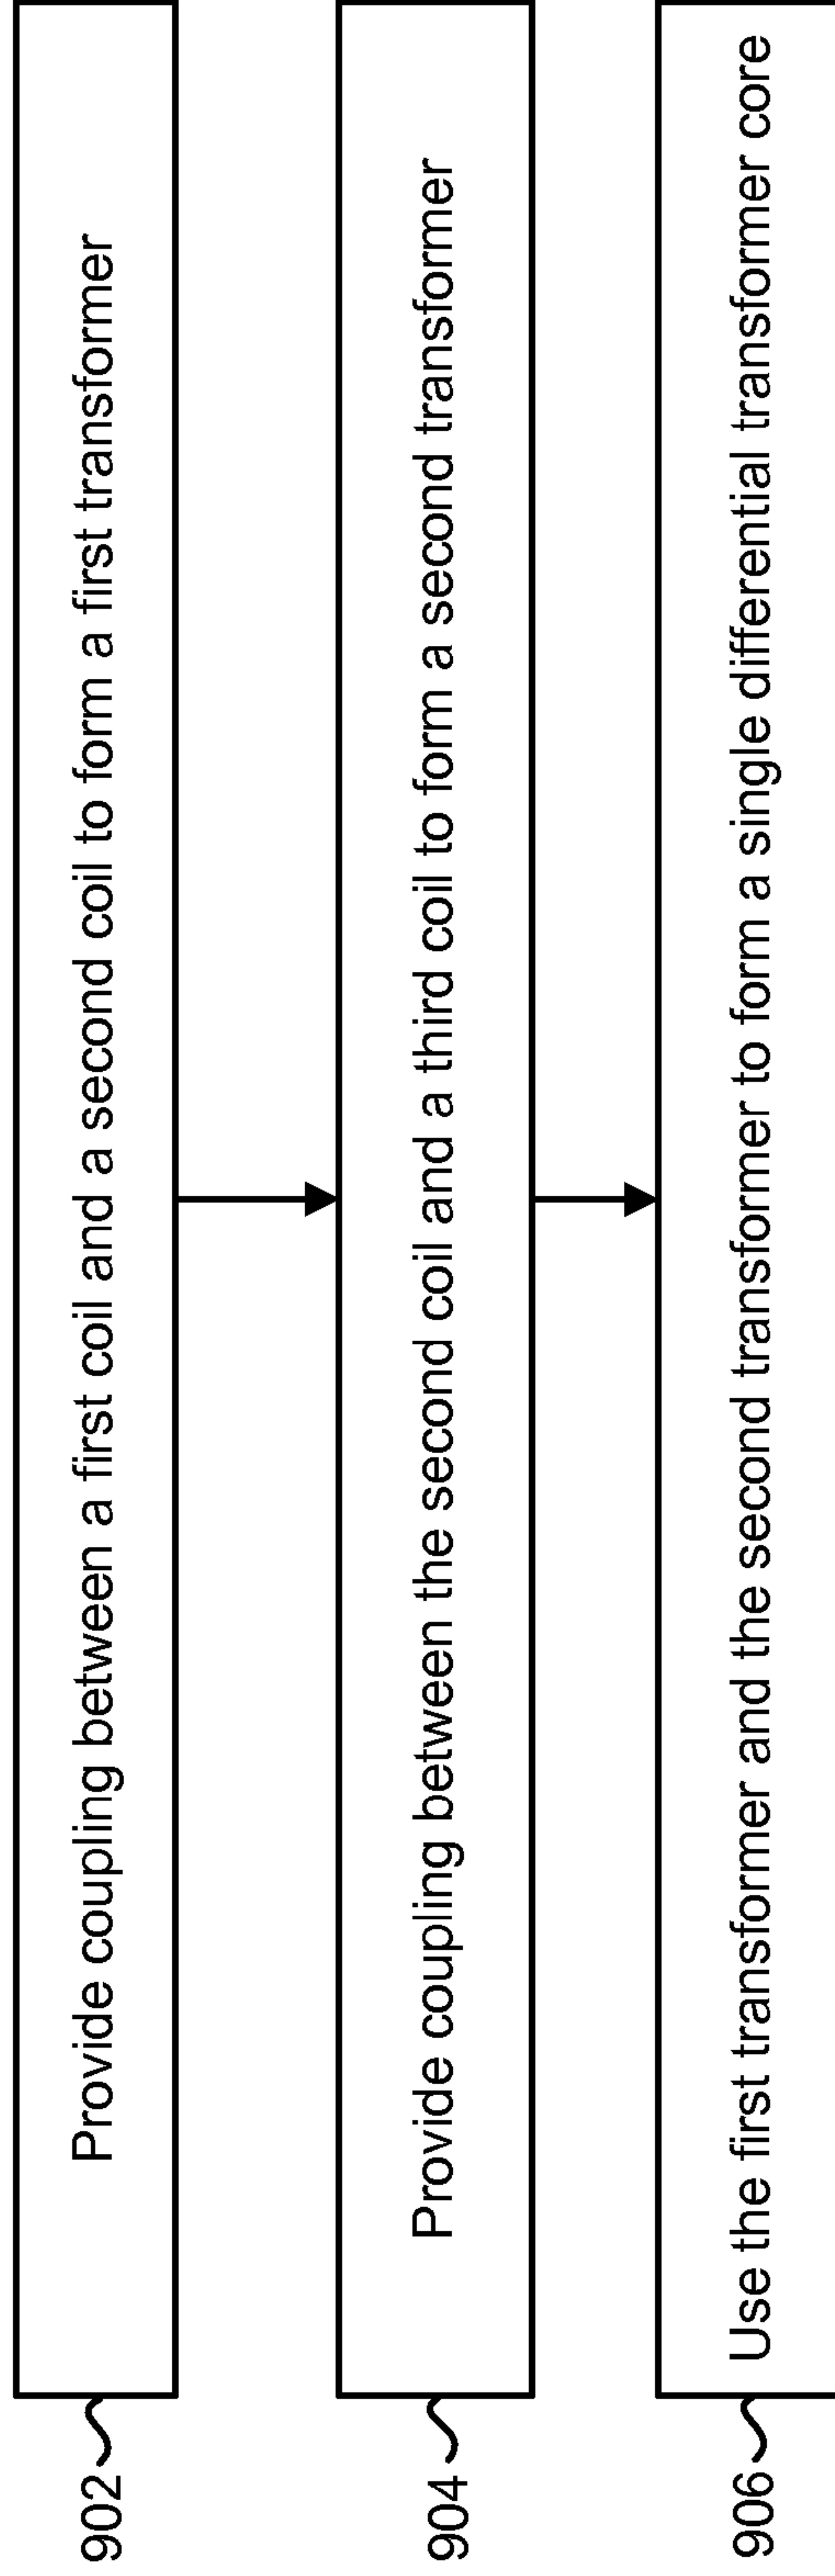 902
Provide coupling between a first coil and a second coil to form a first transformer
904
Provide coupling between the second coil and a third coil to form a second transformer
906
Use the first transformer and the second transformer to form a single differential transformer core